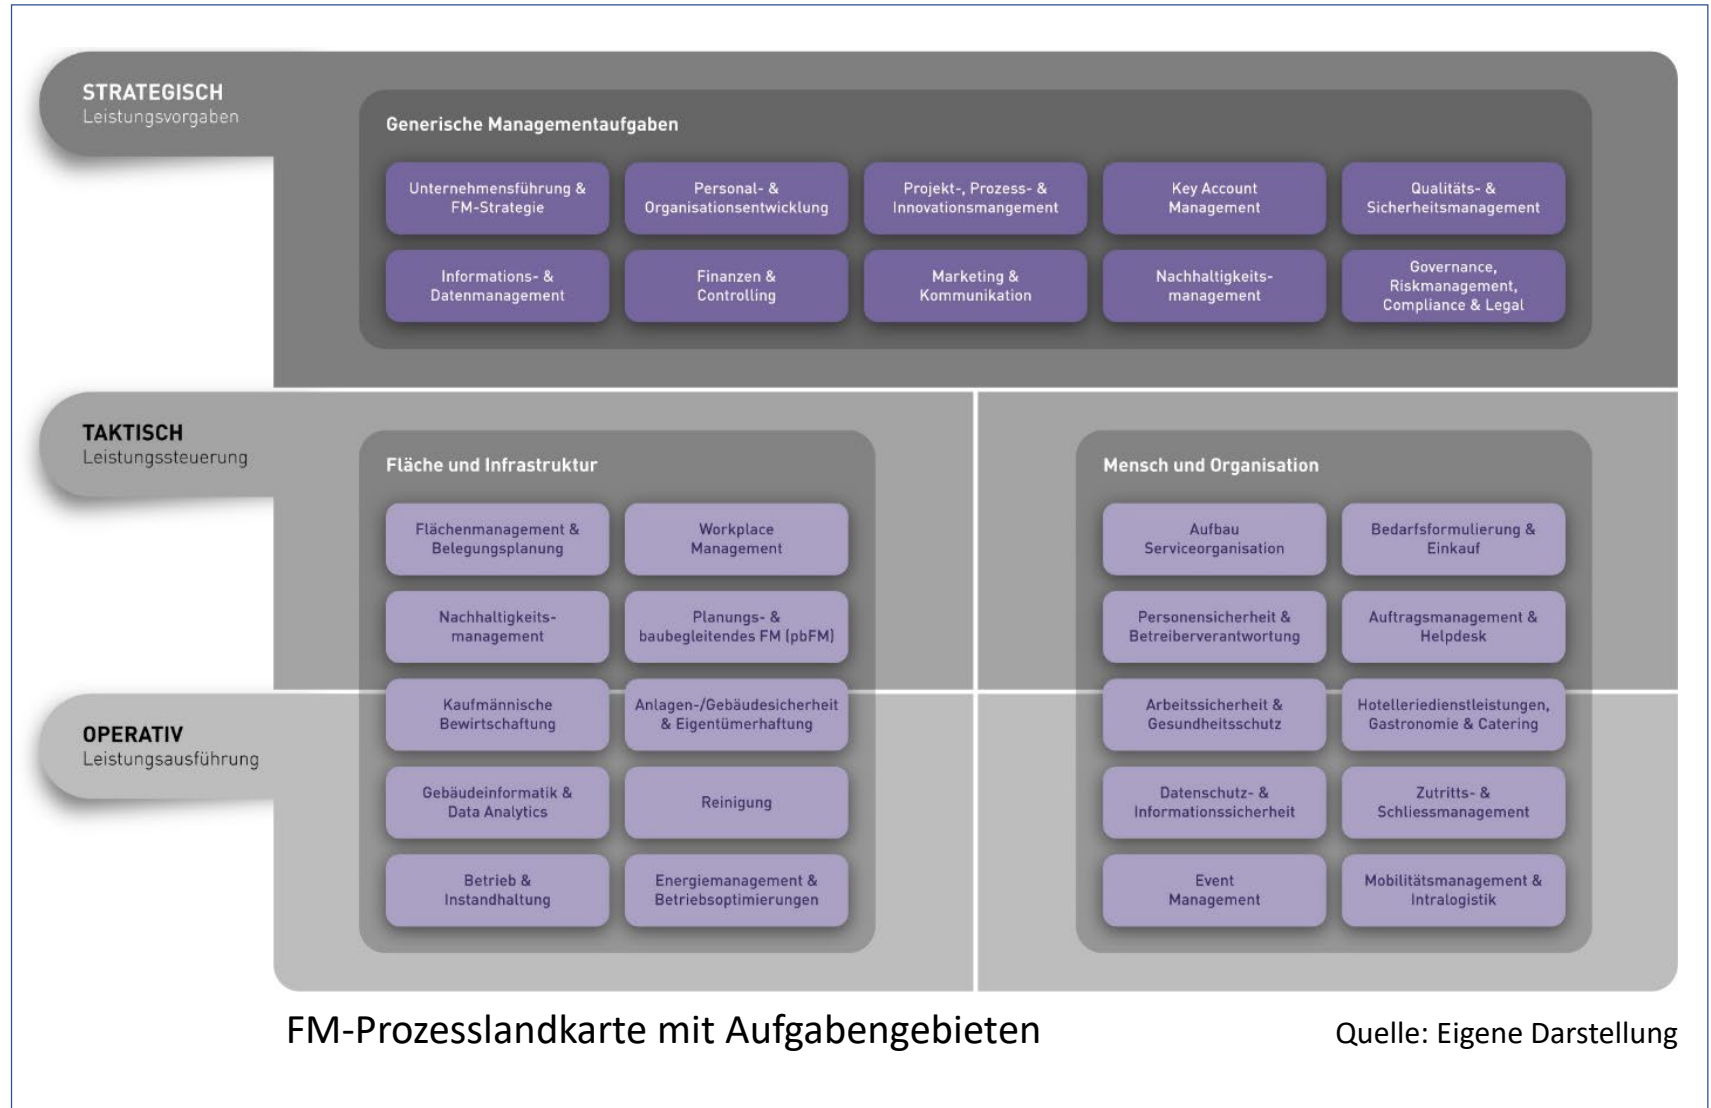 STRATEGISCH
Leistungsvorgaben
Generische Managementaufgaben
Unternehmensführung &
FM-Strategie
Personal- &
Organisationsentwicklung
Projekt-, Prozess- &
Innovationsmangement
Key Account
Management
Qualitäts- &
Sicherheitsmanagement
Informations- &
Datenmanagement
Finanzen &
Controlling
Marketing &
Kommunikation
Nachhaltigkeits-
management
Governance,
Riskmanagement,
Compliance & Legal
TAKTISCH
Leistungssteuerung
OPERATIV
Leistungsausführung
Fläche und Infrastruktur
Flächenmanagement &
Belegungsplanung
Workplace
Management
Nachhaltigkeits-
management
Planungs- &
baubegleitendes FM (pbFM)
Kaufmännische
Bewirtschaftung
Anlagen-/Gebäudesicherheit
& Eigentümerhaftung
Gebäudeinformatik &
Data Analytics
Reinigung
Betrieb &
Instandhaltung
Energiemanagement &
Betriebsoptimierungen
Mensch und Organisation
Aufbau
Serviceorganisation
Bedarfsformulierung &
Einkauf
Personensicherheit &
Betreiberverantwortung
Auftragsmanagement &
Helpdesk
Arbeitssicherheit &
Gesundheitsschutz
Hotelleriedienstleistungen,
Gastronomie & Catering
Datenschutz- &
Informationssicherheit
Zutritts- &
Schliessmanagement
Event
Management
Mobilitätsmanagement &
Intralogistik
FM-Prozesslandkarte mit Aufgabengebieten
Quelle: Eigene Darstellung